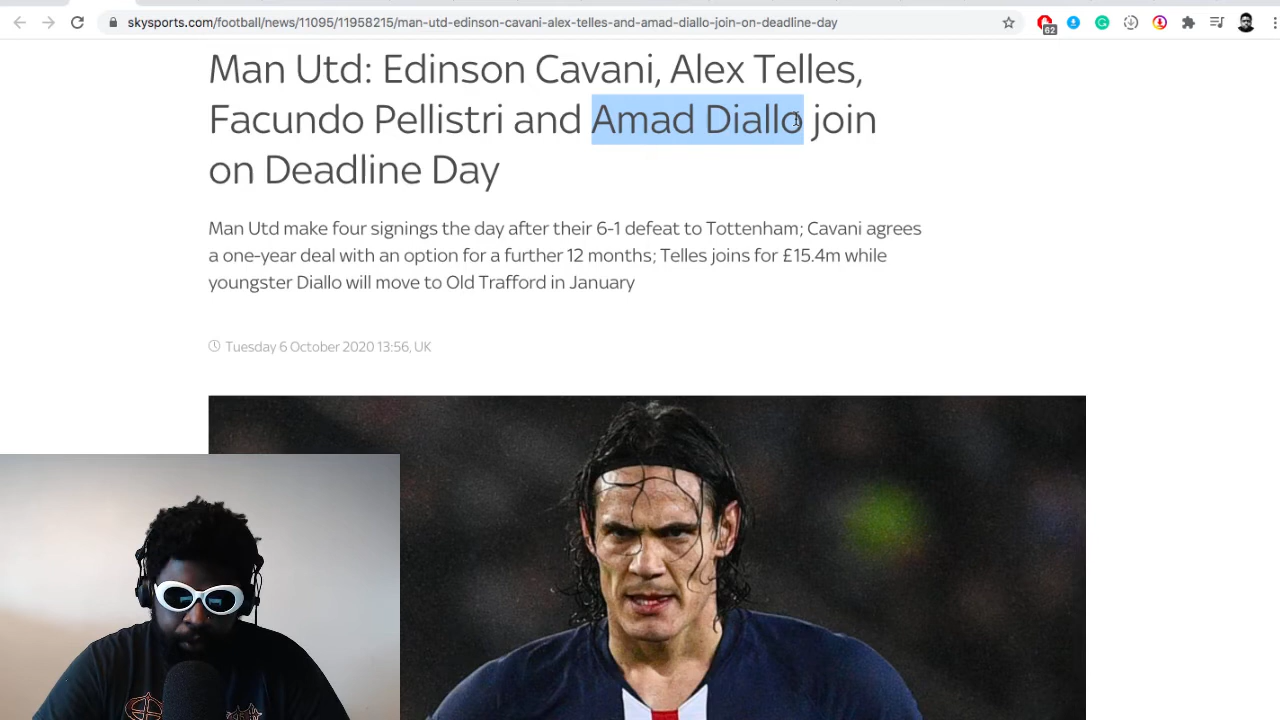 skysports.com/football/news/11095/11958215/man-utd-edinson-cavani-alex-telles-and-amad-diallo-join-on-deadline-day
62
Man Utd: Edinson Cavani, Alex Telles,
Facundo Pellistri and Amad Diallo join
on Deadline Day
Man Utd make four signings the day after their 6-1 defeat to Tottenham; Cavani agrees
a one-year deal with an option for a further 12 months; Telles joins for £15.4m while
youngster Diallo will move to Old Trafford in January
Tuesday 6 October 2020 13:56, UK